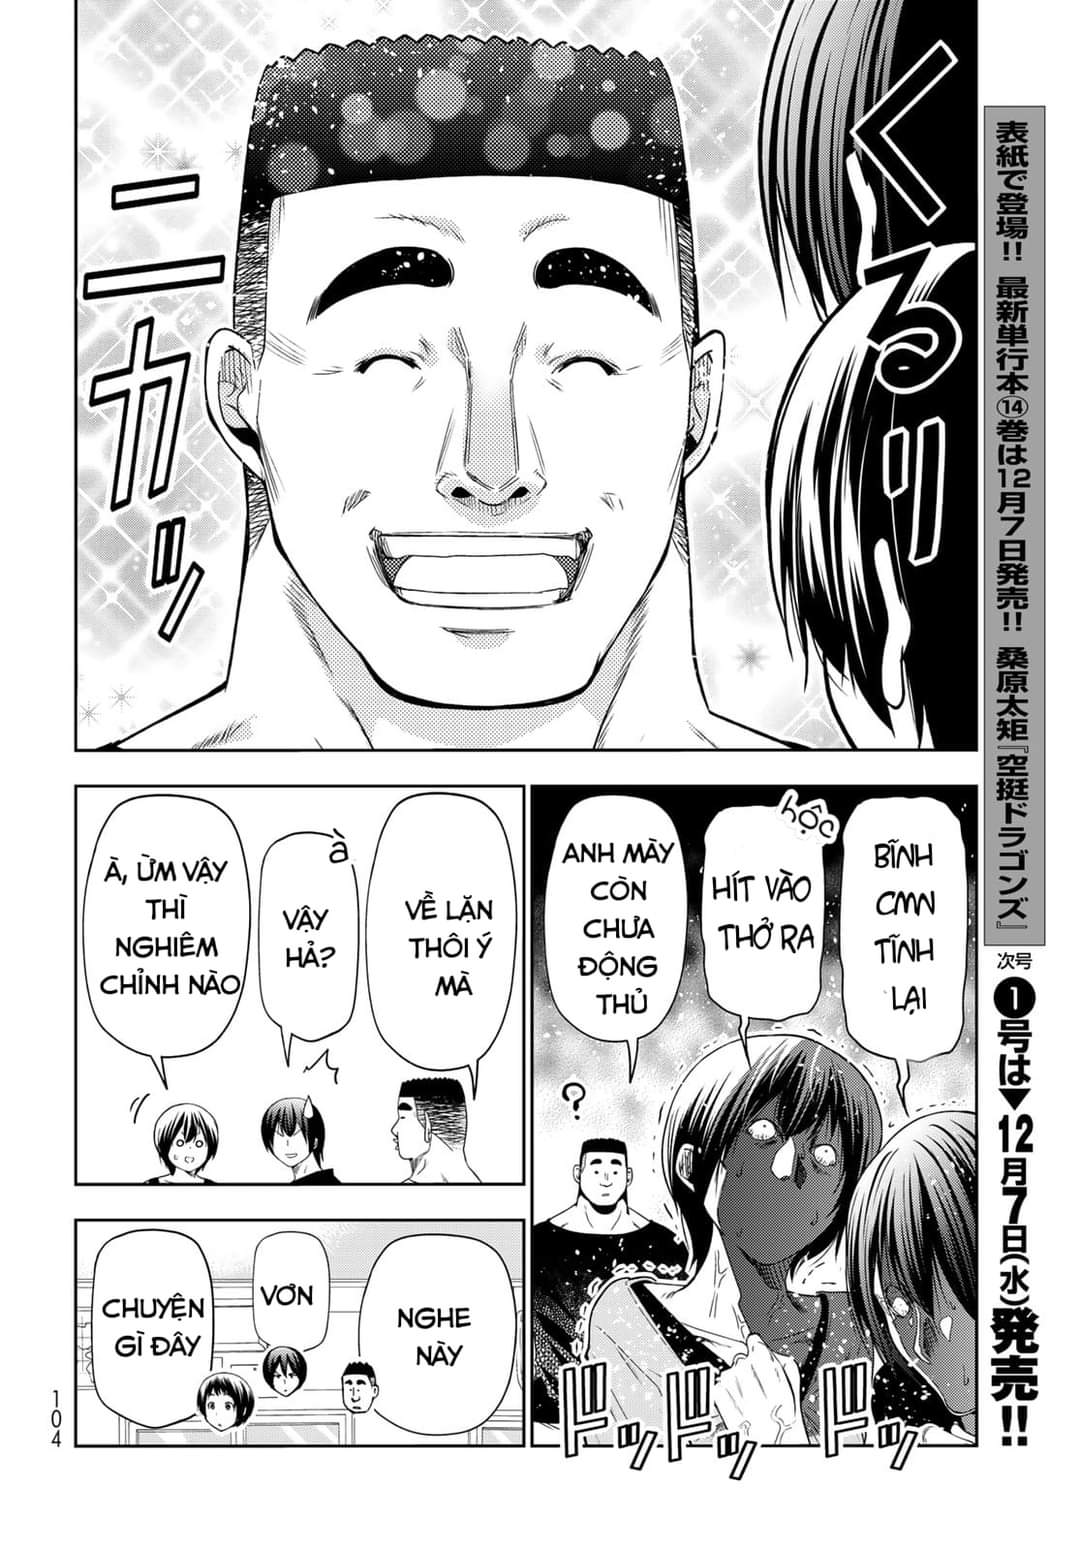 くるり
ニカッ
表紙で登場!! 最新単行本⑭巻は12月7日発売!! 桑原太矩『空挺ドラゴンズ』
次号
❶号は▶12月7日(水)発売!!
BĨNH
CMN
TĨNH
LẠI
hộc
HÍT VÀO
THỞ RA
ANH MÀY
CÒN
CHƯA
ĐỘNG
THỦ
?
ドッドッドッ
VỀ LẶN
THÔI Ý
MÀ
à
VẬY
HẢ?
À, ỪM VẬY
THÌ
NGHIÊM
CHỈNH NÀO
NGHE
NÀY
VƠN
CHUYỆN
GÌ ĐÂY
104